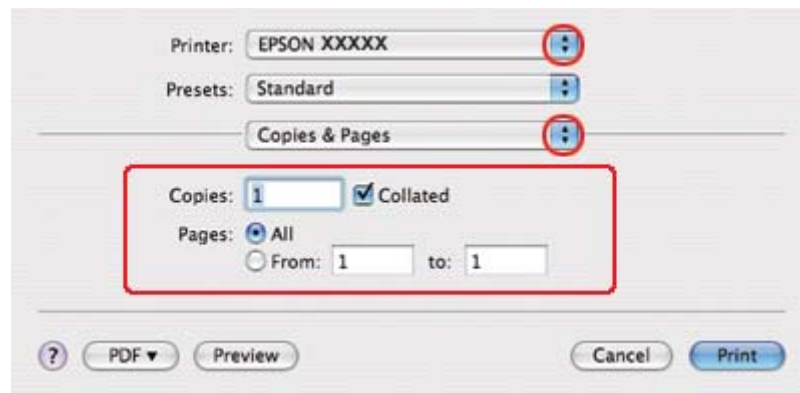 Printer: EPSON XXXXX
Presets: Standard
Copies & Pages
Copies: 1 Collated
Pages: All
From: 1 to: 1
? PDF▼ Preview Cancel Print